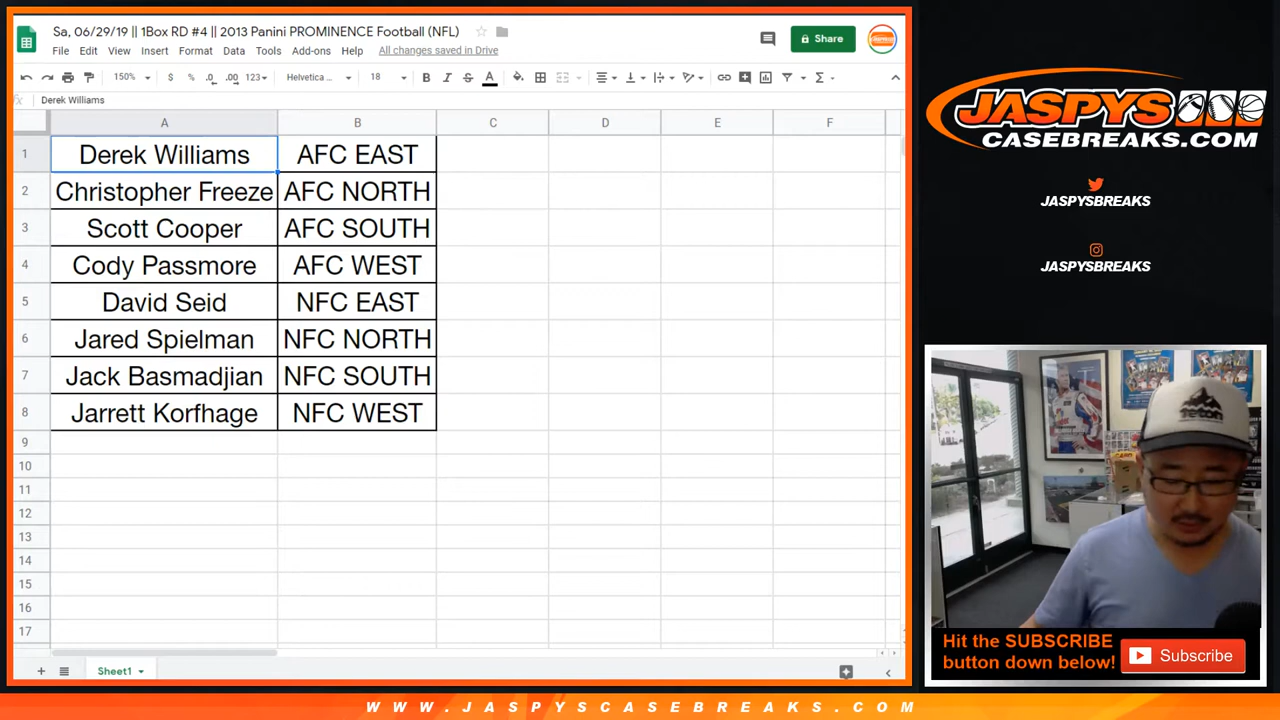 Sa, 06/29/19 || 1Box RD #4 || 2013 Panini PROMINENCE Football (NFL)
File Edit View Insert Format Data Tools Add-ons Help All changes saved in Drive
Share
150% $ % .0 .00 123 Helvetica ... 18 B I S A
fx Derek Williams
A B C D E F
1 Derek Williams AFC EAST
2 Christopher Freeze AFC NORTH
3 Scott Cooper AFC SOUTH
4 Cody Passmore AFC WEST
5 David Seid NFC EAST
6 Jared Spielman NFC NORTH
7 Jack Basmadjian NFC SOUTH
8 Jarrett Korfhage NFC WEST
9
10
11
12
13
14
15
16
17
Sheet1
JASPYS
CASEBREAKS.COM
JASPYSBREAKS
JASPYSBREAKS
teton
Hit the SUBSCRIBE
button down below!
Subscribe
WWW.JASPYSCASEBREAKS.COM